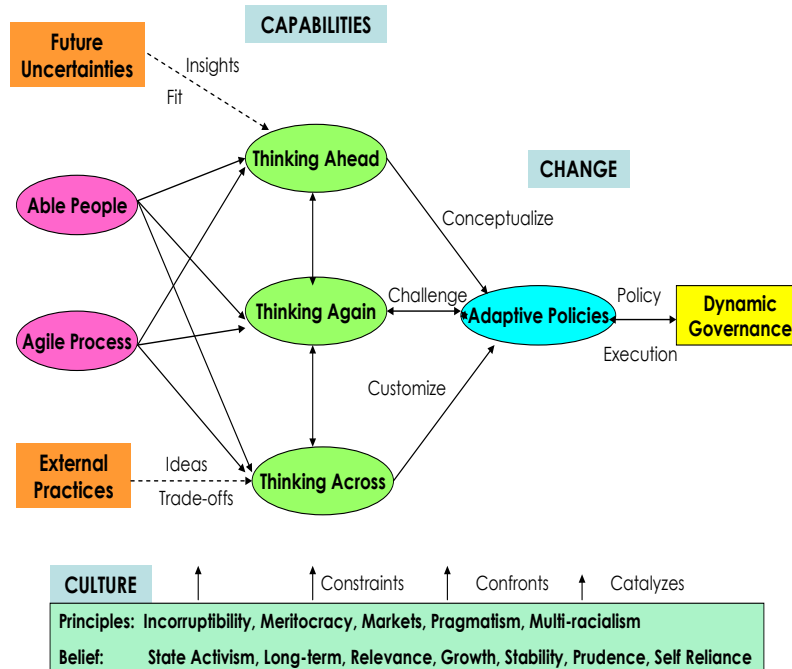 CAPABILITIES
Future
Uncertainties
Insights
Fit
Thinking Ahead
CHANGE
Able People
Conceptualize
Thinking Again
Challenge
Adaptive Policies
Policy
Execution
Dynamic
Governance
Agile Process
Customize
External
Practices
Ideas
Trade-offs
Thinking Across
CULTURE
Constraints
Confronts
Catalyzes
Principles: Incorruptibility, Meritocracy, Markets, Pragmatism, Multi-racialism
Belief: State Activism, Long-term, Relevance, Growth, Stability, Prudence, Self Reliance